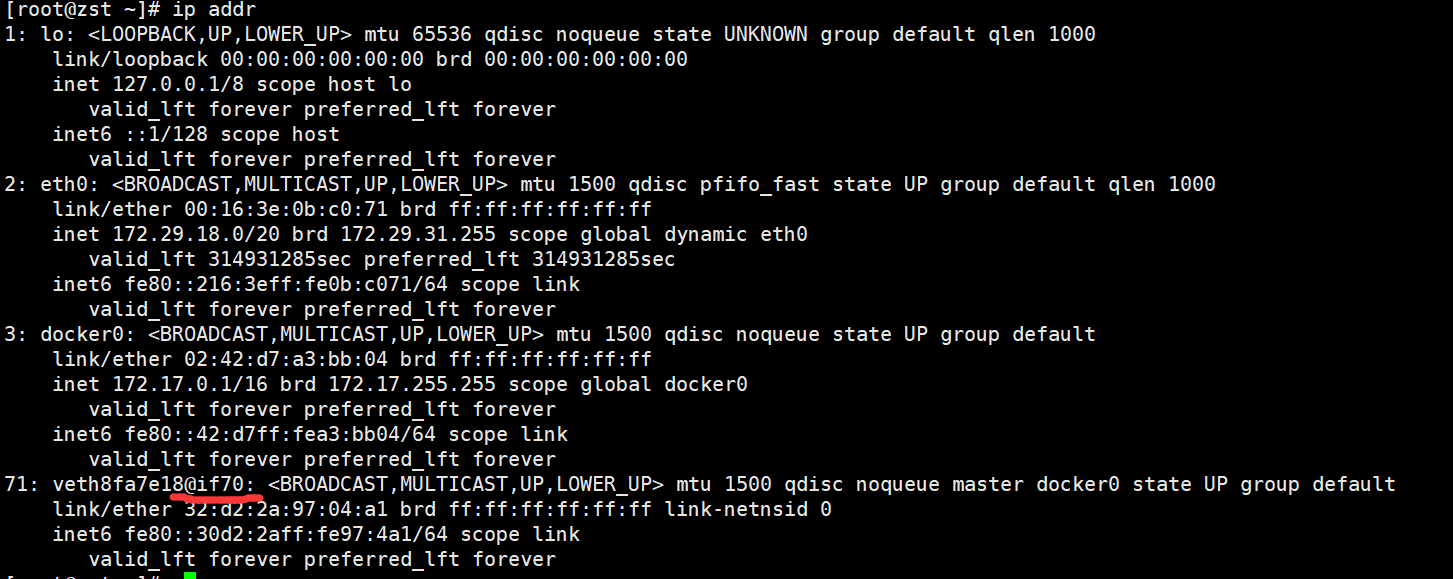 [root@zst ~]# ip addr
1: lo: <LOOPBACK,UP,LOWER_UP> mtu 65536 qdisc noqueue state UNKNOWN group default qlen 1000
    link/loopback 00:00:00:00:00:00 brd 00:00:00:00:00:00
    inet 127.0.0.1/8 scope host lo
       valid_lft forever preferred_lft forever
    inet6 ::1/128 scope host
       valid_lft forever preferred_lft forever
2: eth0: <BROADCAST,MULTICAST,UP,LOWER_UP> mtu 1500 qdisc pfifo_fast state UP group default qlen 1000
    link/ether 00:16:3e:0b:c0:71 brd ff:ff:ff:ff:ff:ff
    inet 172.29.18.0/20 brd 172.29.31.255 scope global dynamic eth0
       valid_lft 314931285sec preferred_lft 314931285sec
    inet6 fe80::216:3eff:fe0b:c071/64 scope link
       valid_lft forever preferred_lft forever
3: docker0: <BROADCAST,MULTICAST,UP,LOWER_UP> mtu 1500 qdisc noqueue state UP group default
    link/ether 02:42:d7:a3:bb:04 brd ff:ff:ff:ff:ff:ff
    inet 172.17.0.1/16 brd 172.17.255.255 scope global docker0
       valid_lft forever preferred_lft forever
    inet6 fe80::42:d7ff:fea3:bb04/64 scope link
       valid_lft forever preferred_lft forever
71: veth8fa7e18@if70: <BROADCAST,MULTICAST,UP,LOWER_UP> mtu 1500 qdisc noqueue master docker0 state UP group default
    link/ether 32:d2:2a:97:04:a1 brd ff:ff:ff:ff:ff:ff link-netnsid 0
    inet6 fe80::30d2:2aff:fe97:4a1/64 scope link
       valid_lft forever preferred_lft forever